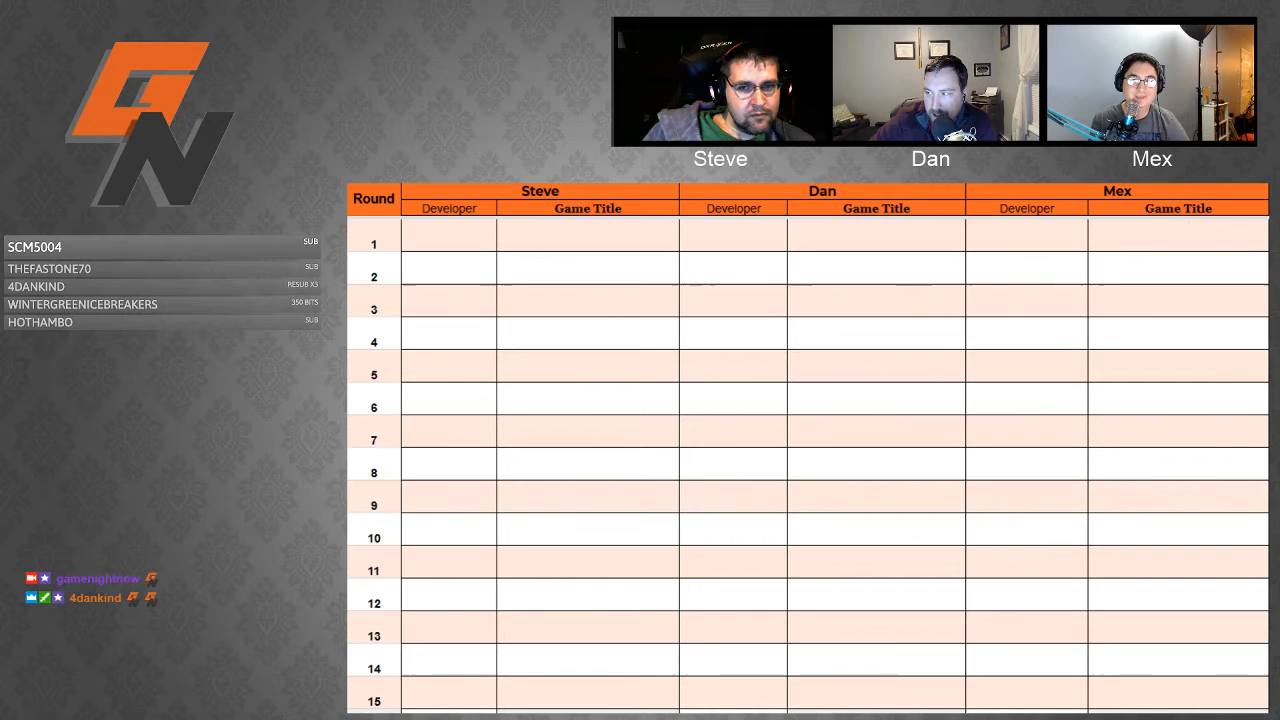 GN
Steve
Dan
Mex
Round
Steve
Dan
Mex
Developer
Game Title
Developer
Game Title
Developer
Game Title
1
2
3
4
5
6
7
8
9
10
11
12
13
14
15
SCM5004 SUB
THEFASTONE70 SUB
4DANKIND RESUB X3
WINTERGREENICEBREAKERS 350 BITS
HOTHAMBO SUB
gamenightnow
4dankind